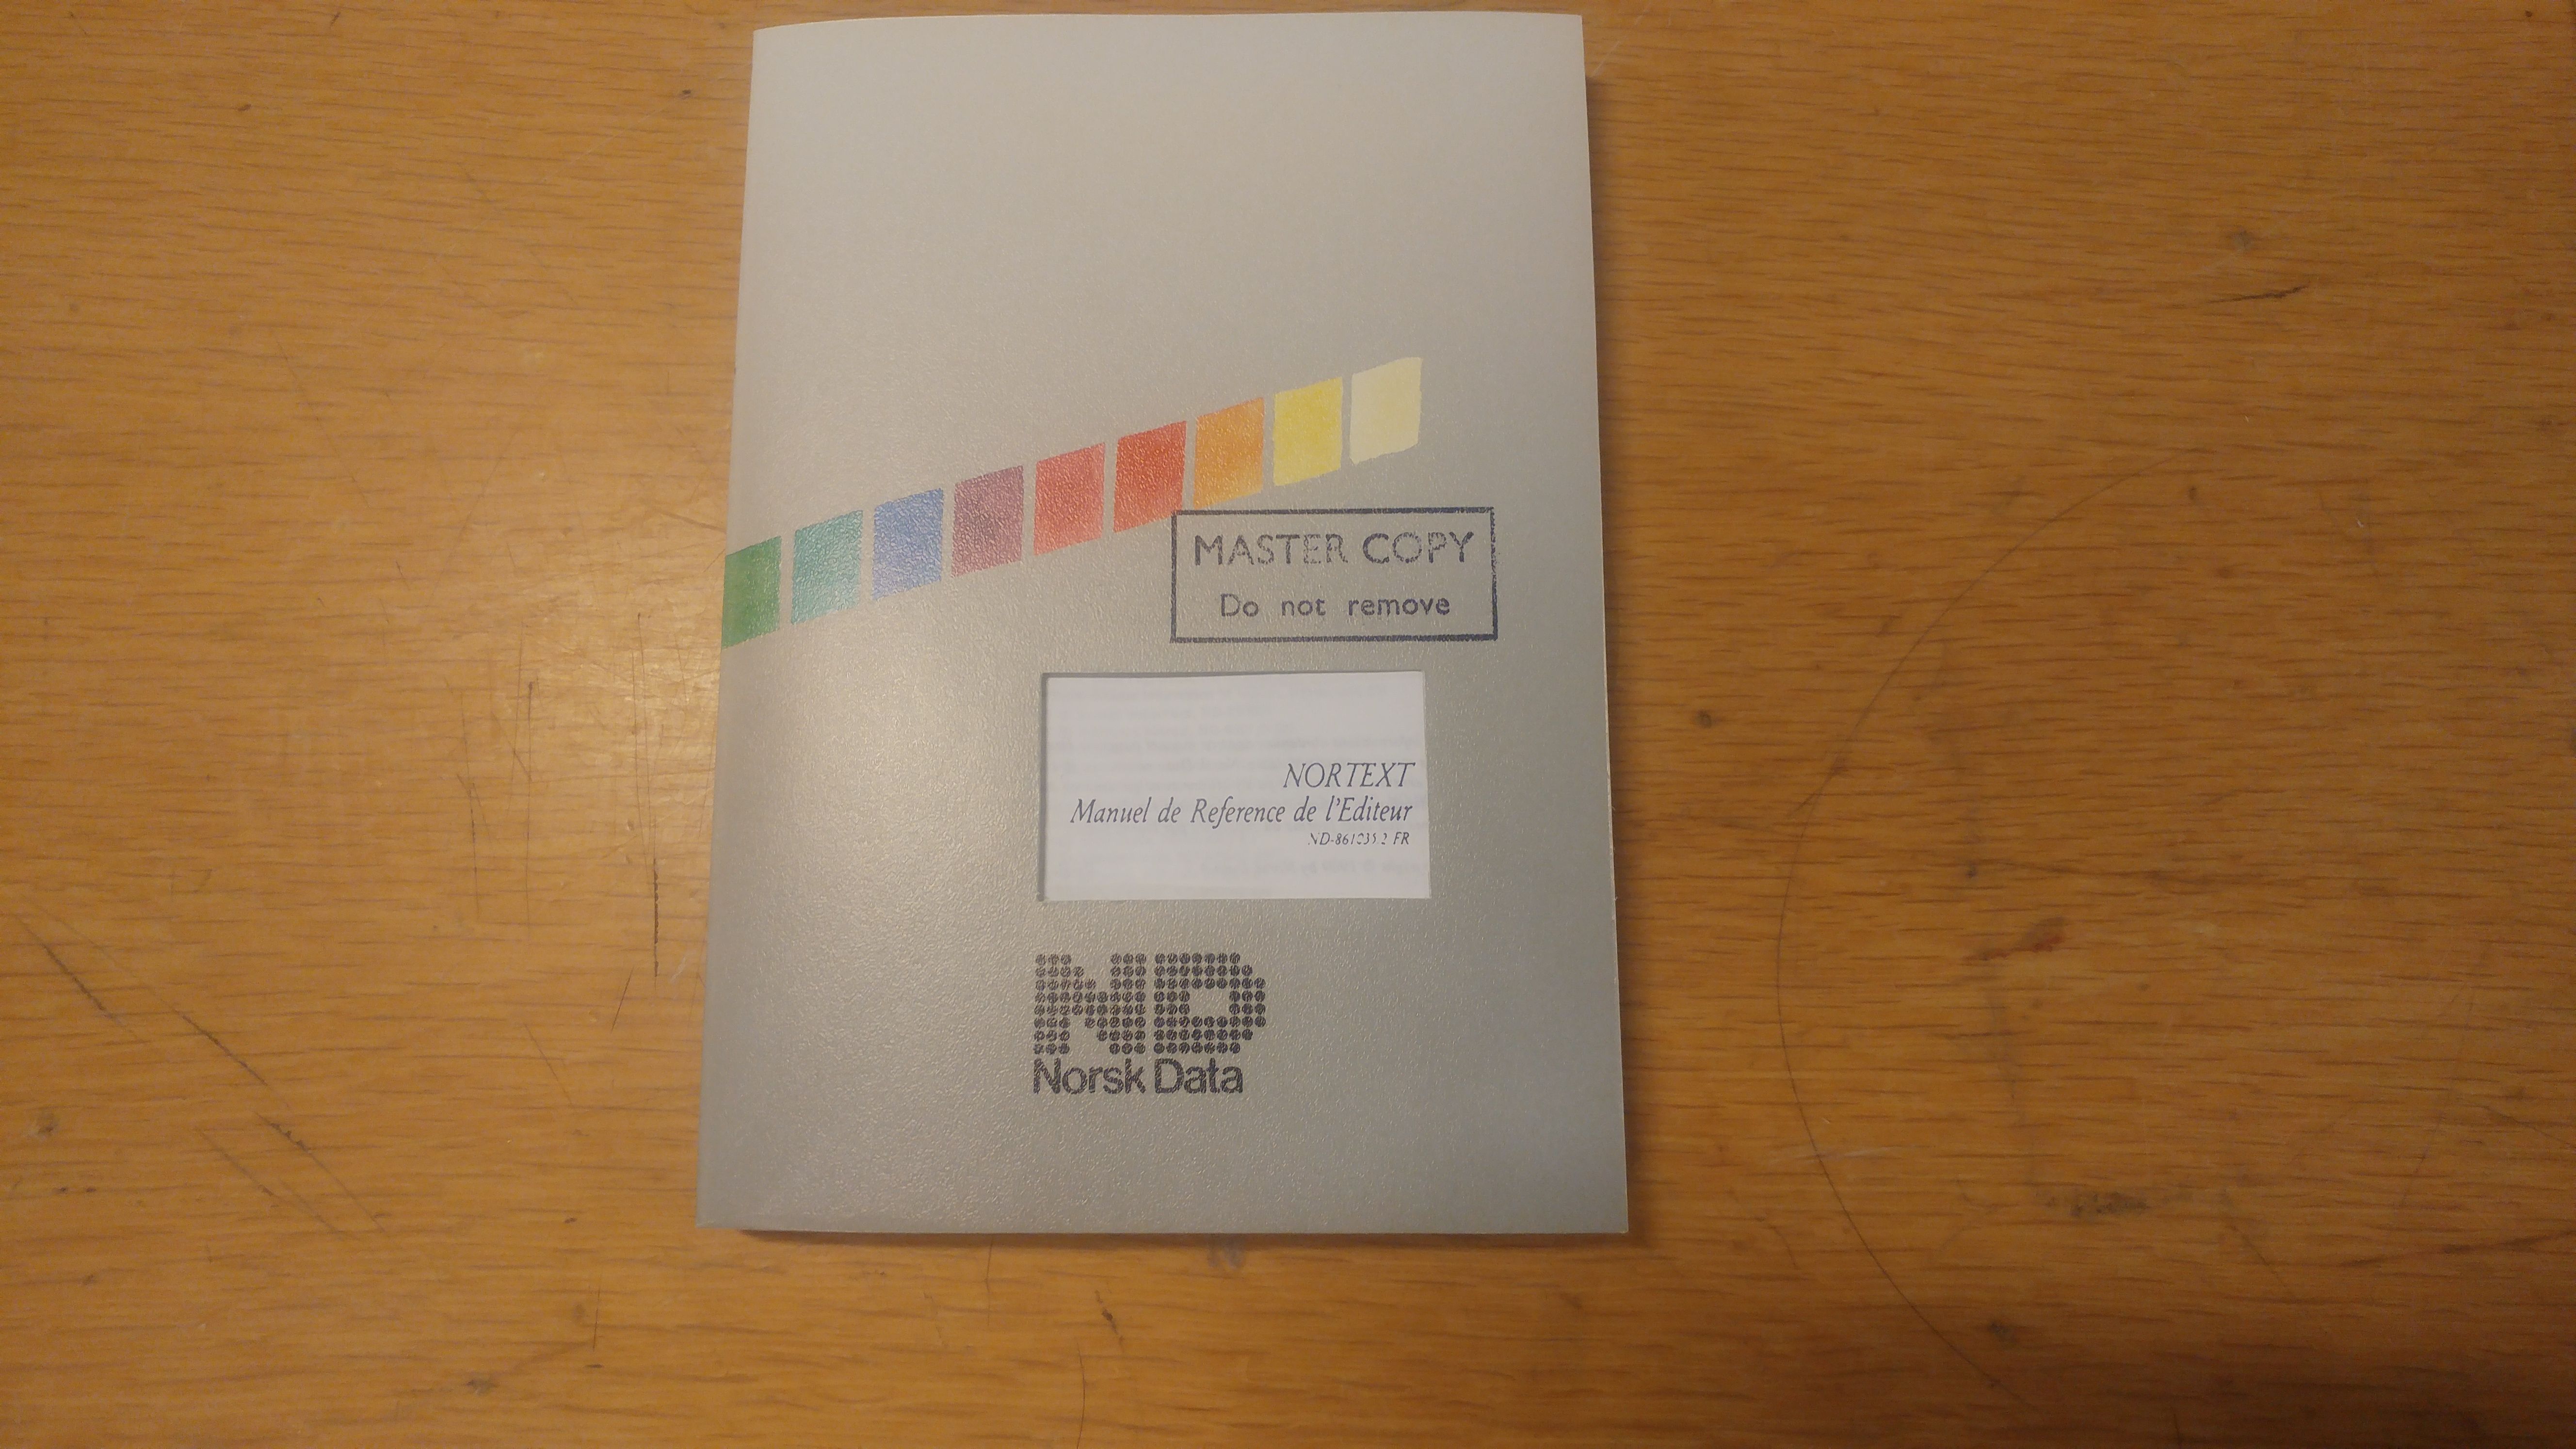 MASTER COPY
Do not remove
NORTEXT
Manuel de Reference de l'Editeur
ND-861035 2 FR
ND
Norsk Data